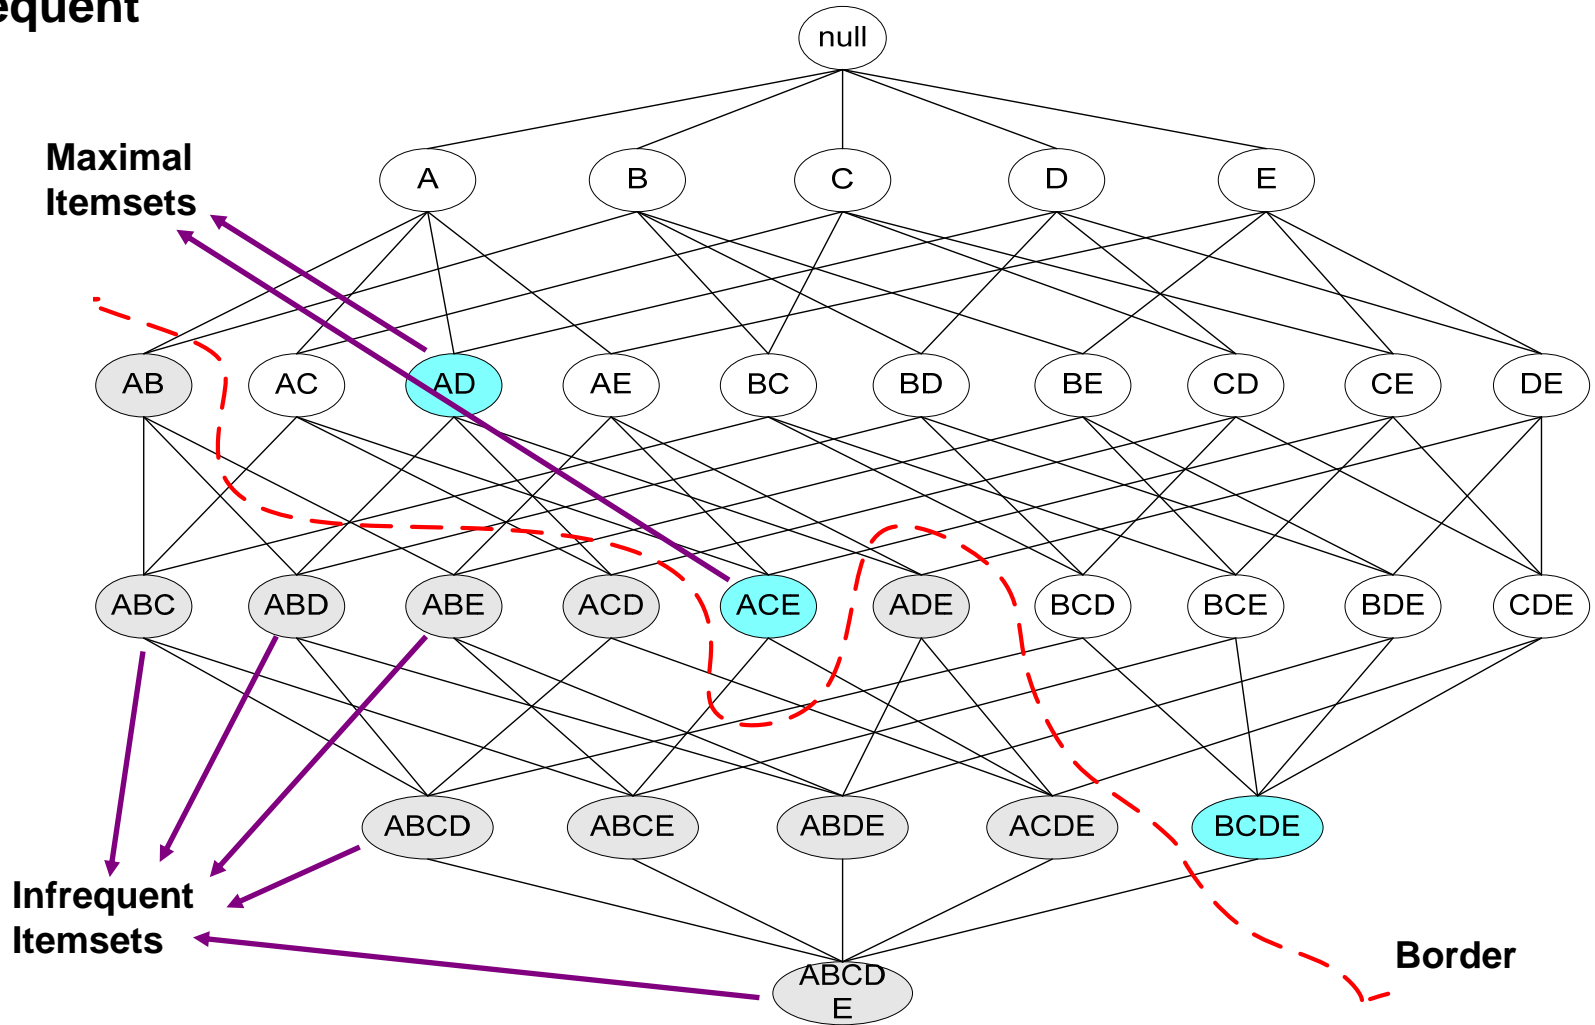 equent
null
Maximal
Itemsets
A B C D E
AB AC AD AE BC BD BE CD CE DE
ABC ABD ABE ACD ACE ADE BCD BCE BDE CDE
ABCD ABCE ABDE ACDE BCDE
Infrequent
Itemsets
Border
ABCD
E